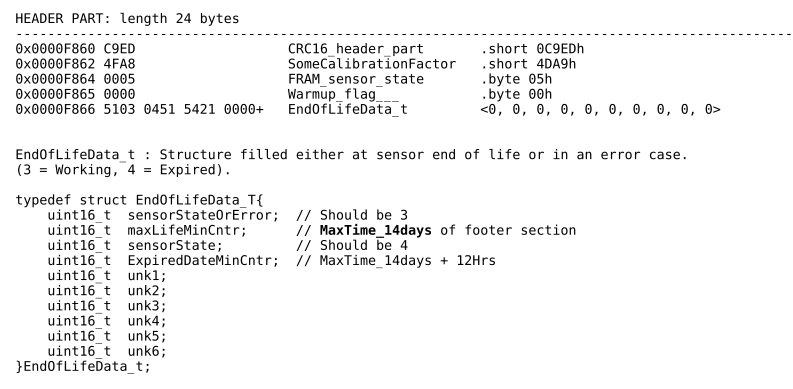 HEADER PART: length 24 bytes
-------------------------------------------------------------------------------------------------
0x0000F860 C9ED                   CRC16_header_part       .short 0C9EDh
0x0000F862 4FA8                   SomeCalibrationFactor   .short 4DA9h
0x0000F864 0005                   FRAM_sensor_state       .byte 05h
0x0000F865 0000                   Warmup_flag___          .byte 00h
0x0000F866 5103 0451 5421 0000+   EndOfLifeData_t         <0, 0, 0, 0, 0, 0, 0, 0, 0, 0>
EndOfLifeData_t : Structure filled either at sensor end of life or in an error case.
(3 = Working, 4 = Expired).
typedef struct EndOfLifeData_T{
    uint16_t  sensorStateOrError;  // Should be 3
    uint16_t  maxLifeMinCntr;      // MaxTime_14days of footer section
    uint16_t  sensorState;         // Should be 4
    uint16_t  ExpiredDateMinCntr;  // MaxTime_14days + 12Hrs
    uint16_t  unk1;
    uint16_t  unk2;
    uint16_t  unk3;
    uint16_t  unk4;
    uint16_t  unk5;
    uint16_t  unk6;
}EndOfLifeData_t;